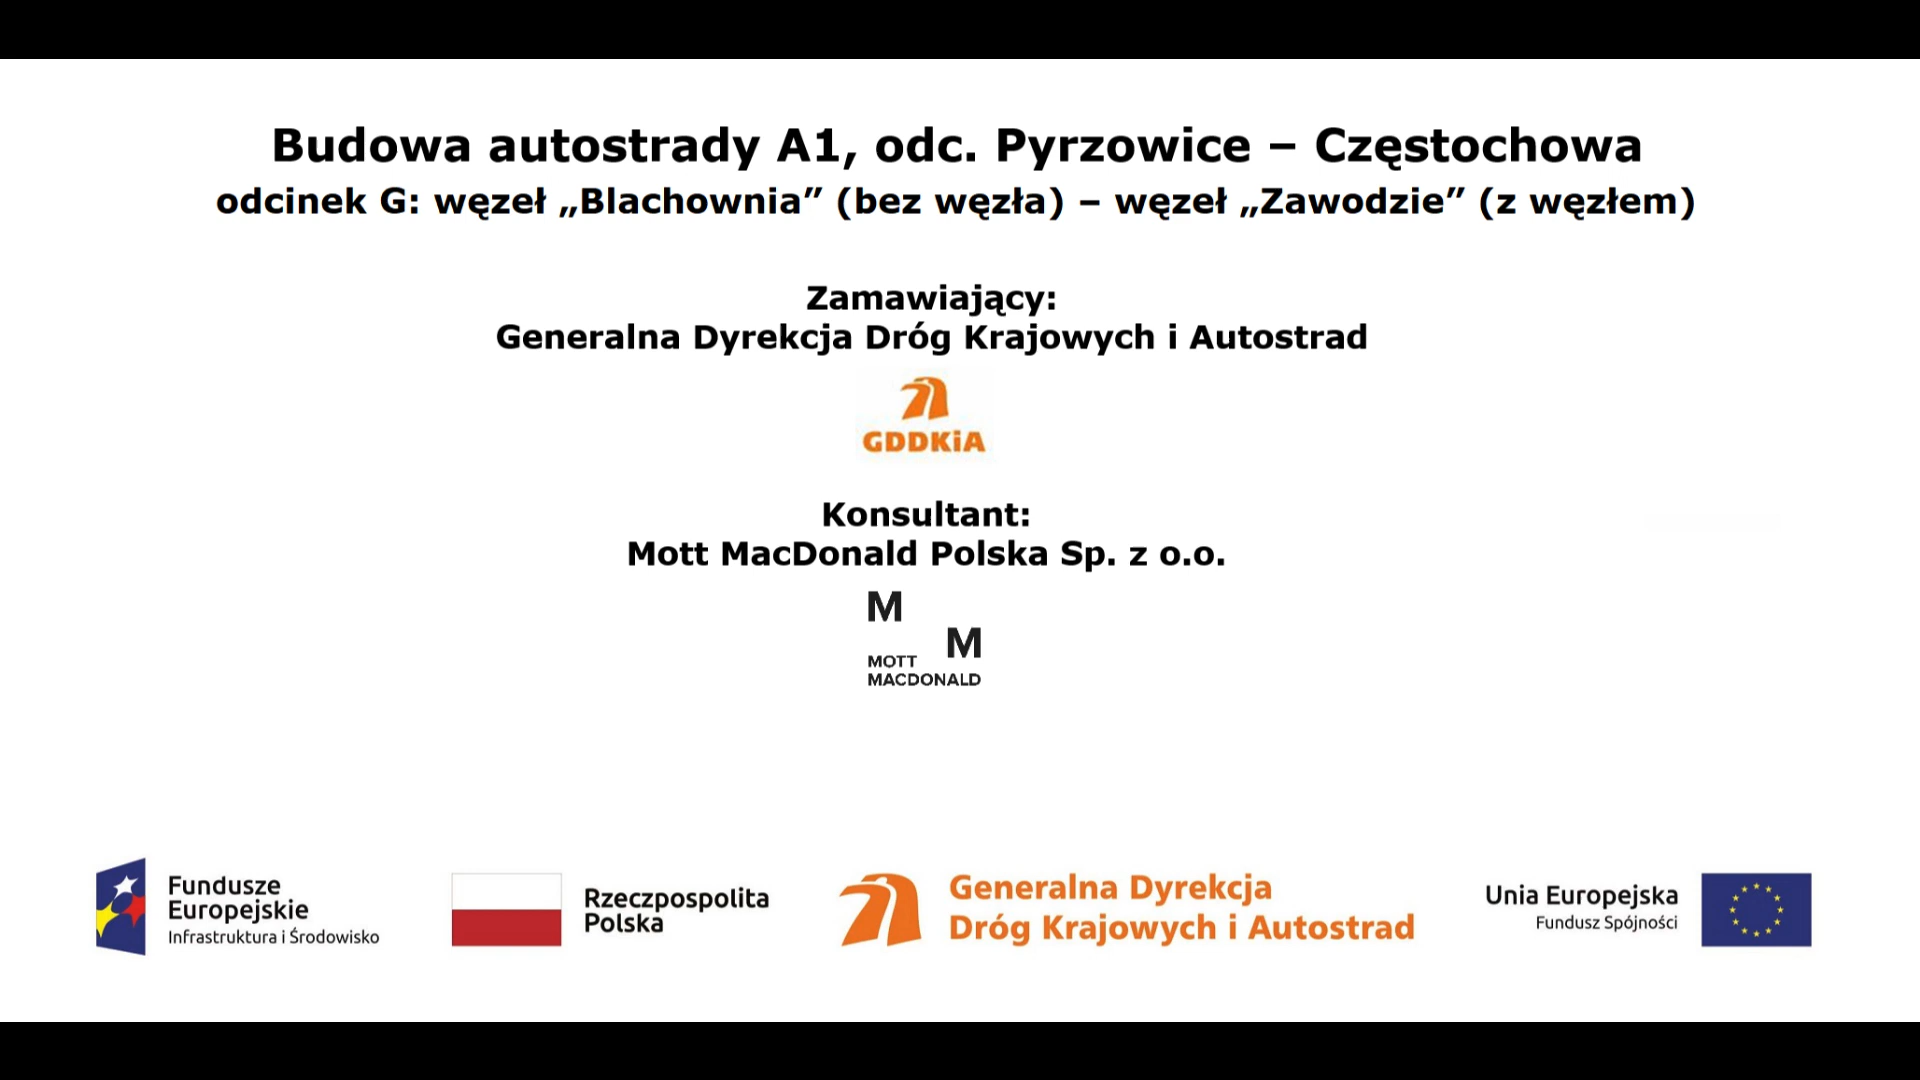 Budowa autostrady A1, odc. Pyrzowice – Częstochowa
odcinek G: węzeł „Blachownia” (bez węzła) – węzeł „Zawodzie” (z węzłem)
Zamawiający:
Generalna Dyrekcja Dróg Krajowych i Autostrad
GDDKiA
Konsultant:
Mott MacDonald Polska Sp. z o.o.
M
M
MOTT
MACDONALD
Fundusze
Europejskie
Infrastruktura i Środowisko
Rzeczpospolita
Polska
Generalna Dyrekcja
Dróg Krajowych i Autostrad
Unia Europejska
Fundusz Spójności